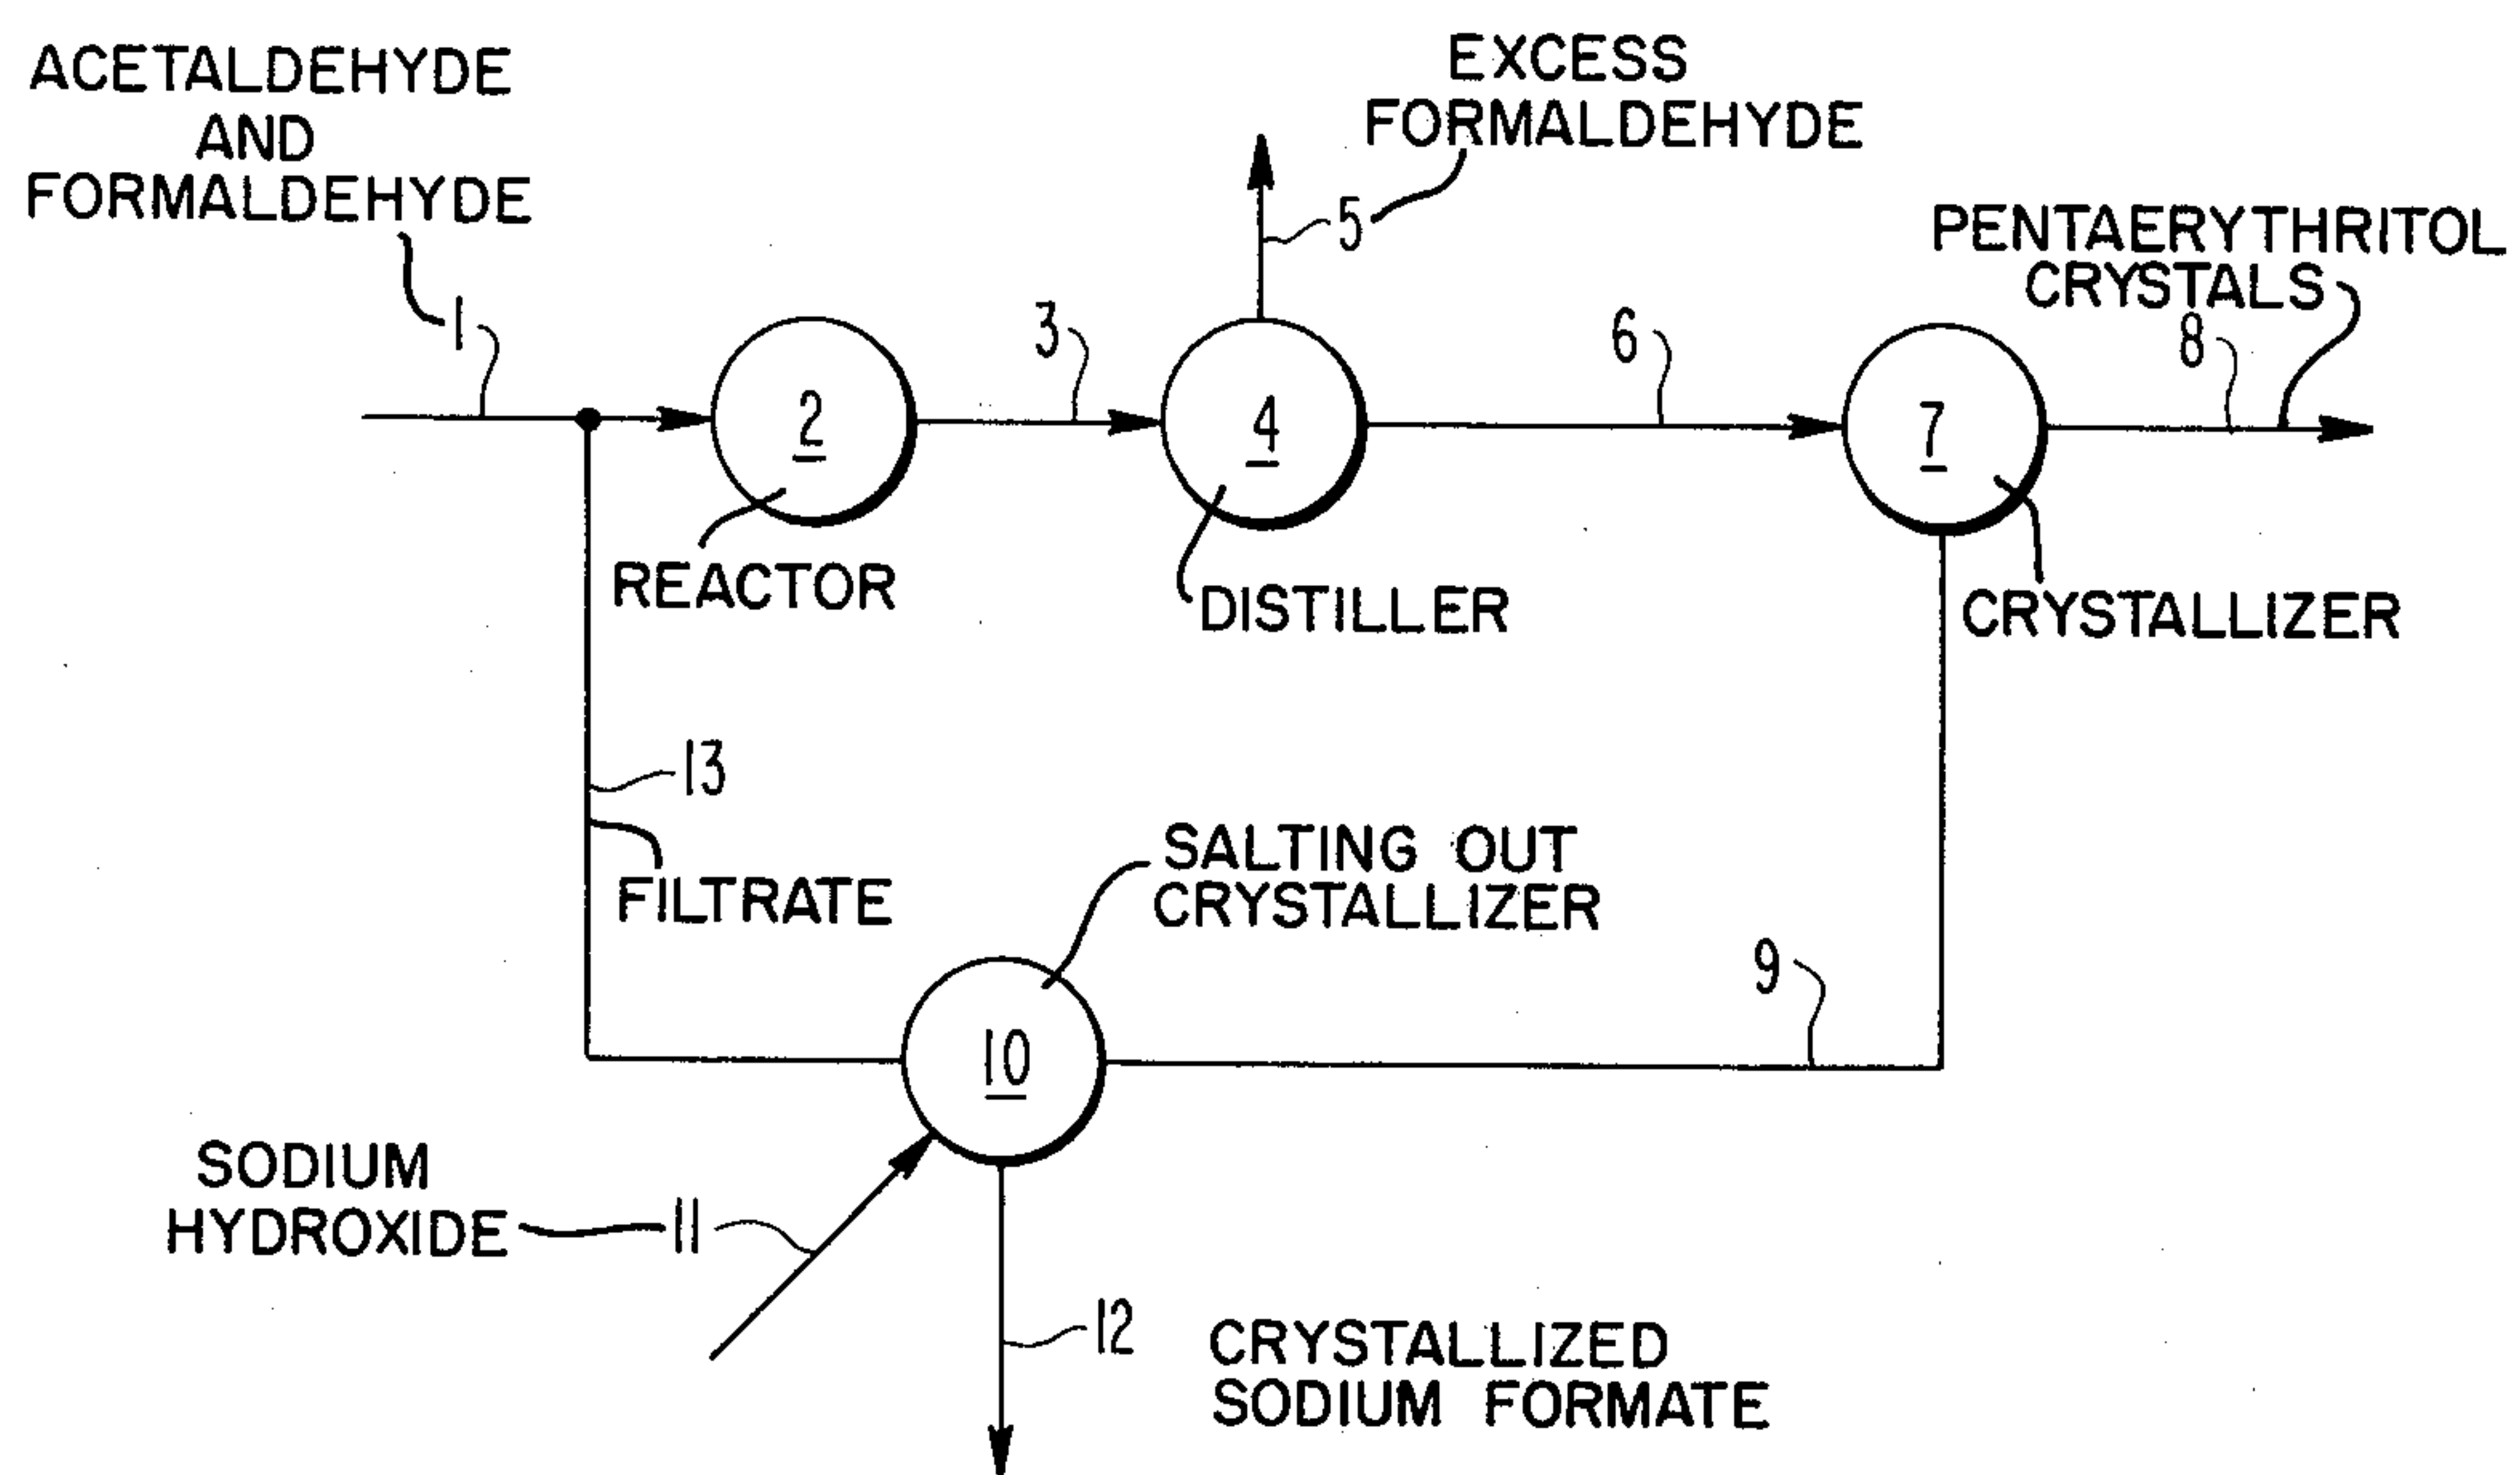 ACETALDEHYDE
AND
FORMALDEHYDE
1
EXCESS
FORMALDEHYDE
5
PENTAERYTHRITOL
CRYSTALS
8
3
6
2
4
7
REACTOR
DISTILLER
CRYSTALLIZER
13
FILTRATE
SALTING OUT
CRYSTALLIZER
9
10
SODIUM
HYDROXIDE
11
12
CRYSTALLIZED
SODIUM FORMATE